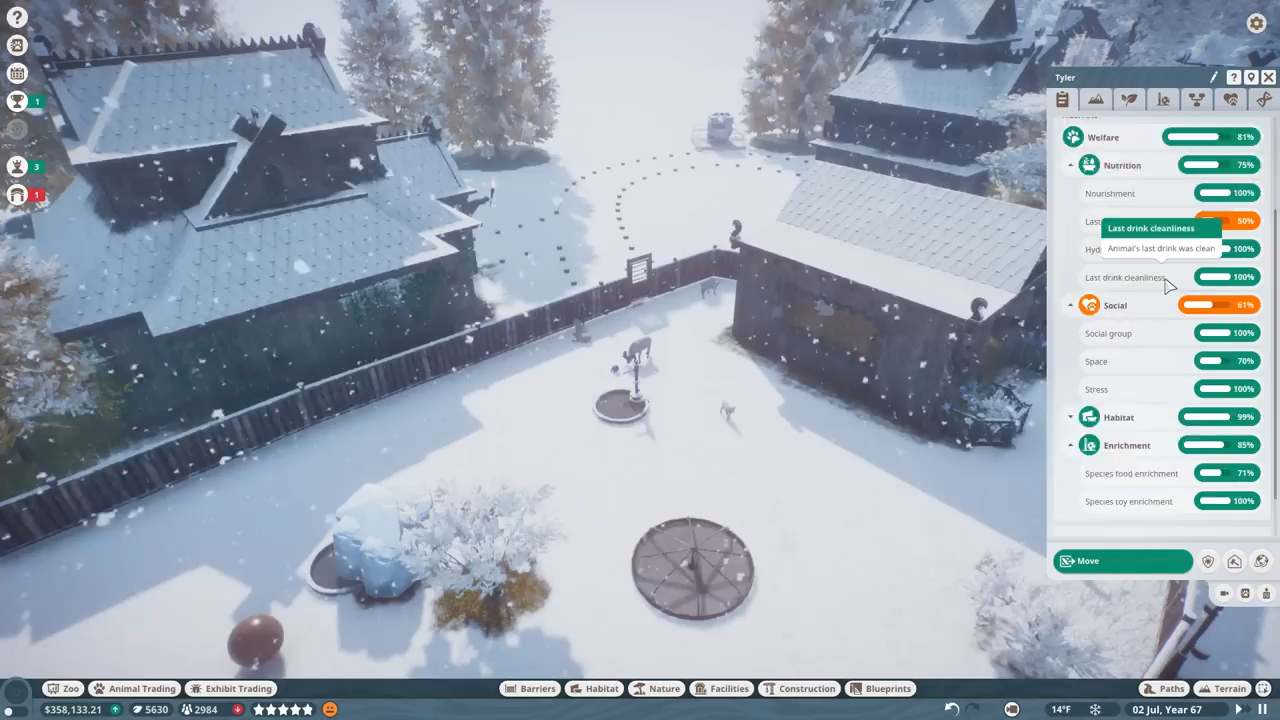 ?
1
3
1
Tyler
?
Welfare 81%
Nutrition 75%
Nourishment 100%
Las 50%
Last drink cleanliness
Animal's last drink was clean
Hyd 100%
Last drink cleanliness 100%
Social 61%
Social group 100%
Space 70%
Stress 100%
Habitat 99%
Enrichment 85%
Species food enrichment 71%
Species toy enrichment 100%
Move
Zoo
Animal Trading
Exhibit Trading
Barriers
Habitat
Nature
Facilities
Construction
Blueprints
Paths
Terrain
$358,133.21
5630
2984
14°F
02 Jul, Year 67